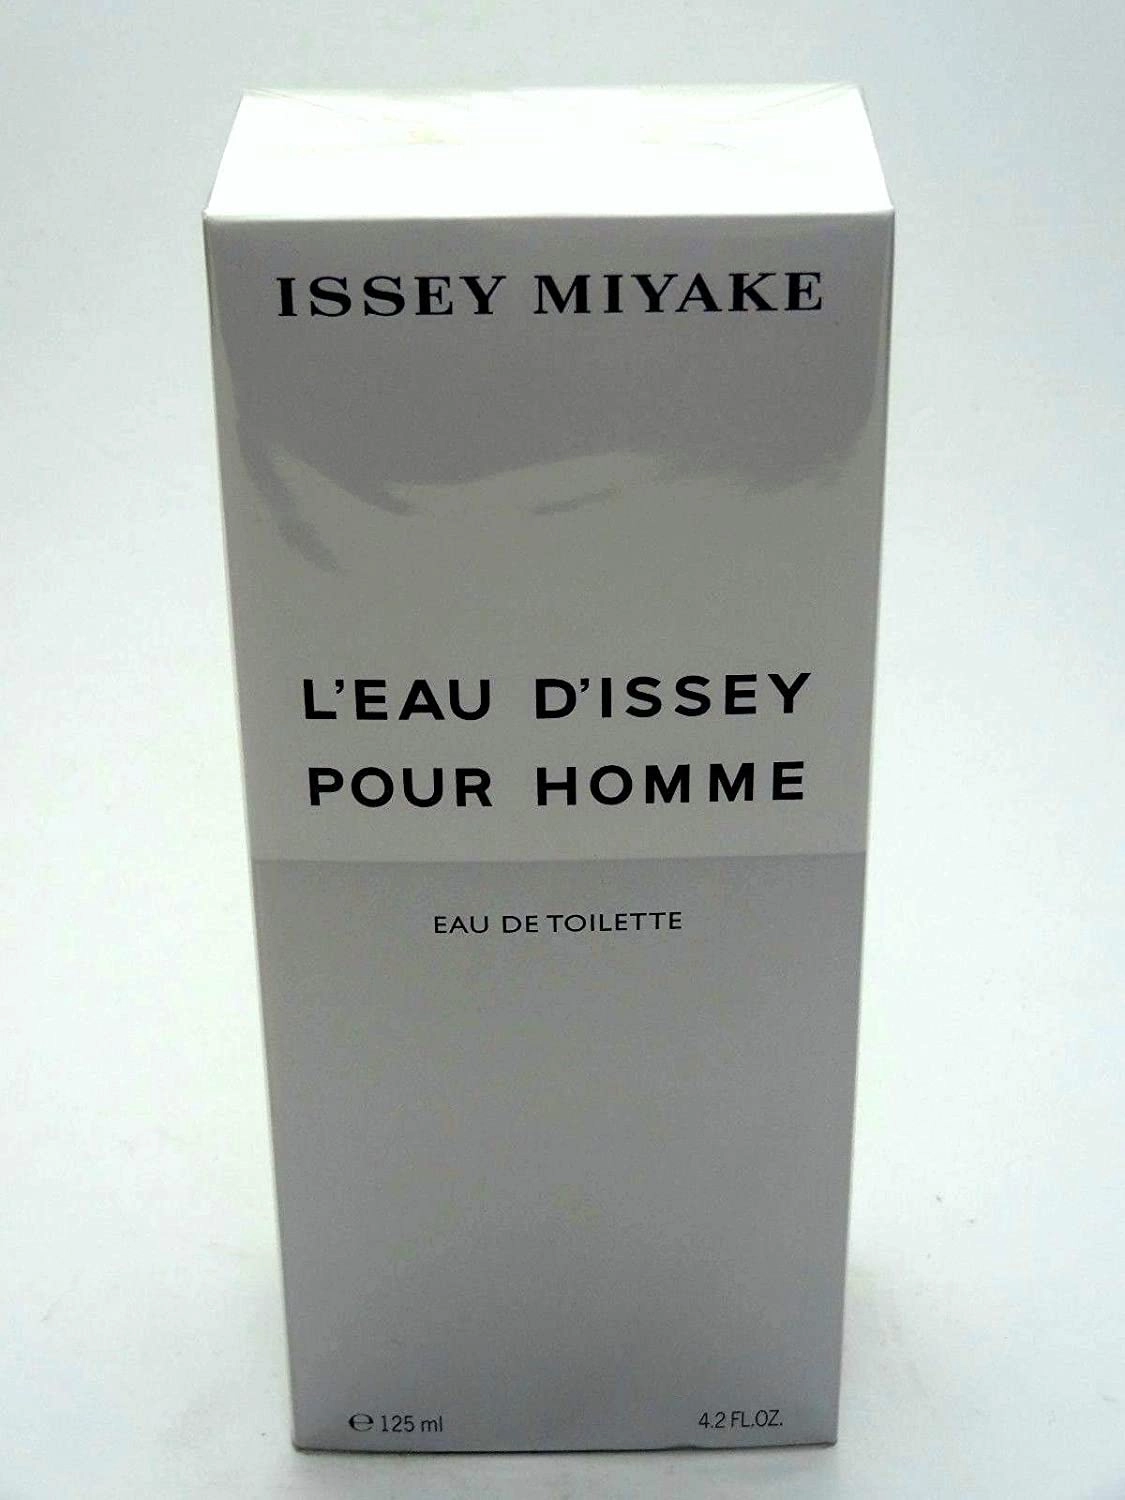 ISSEY MIYAKE
L'EAU D'ISSEY
POUR HOMME
EAU DE TOILETTE
℮ 125 ml 4.2 FL.OZ.